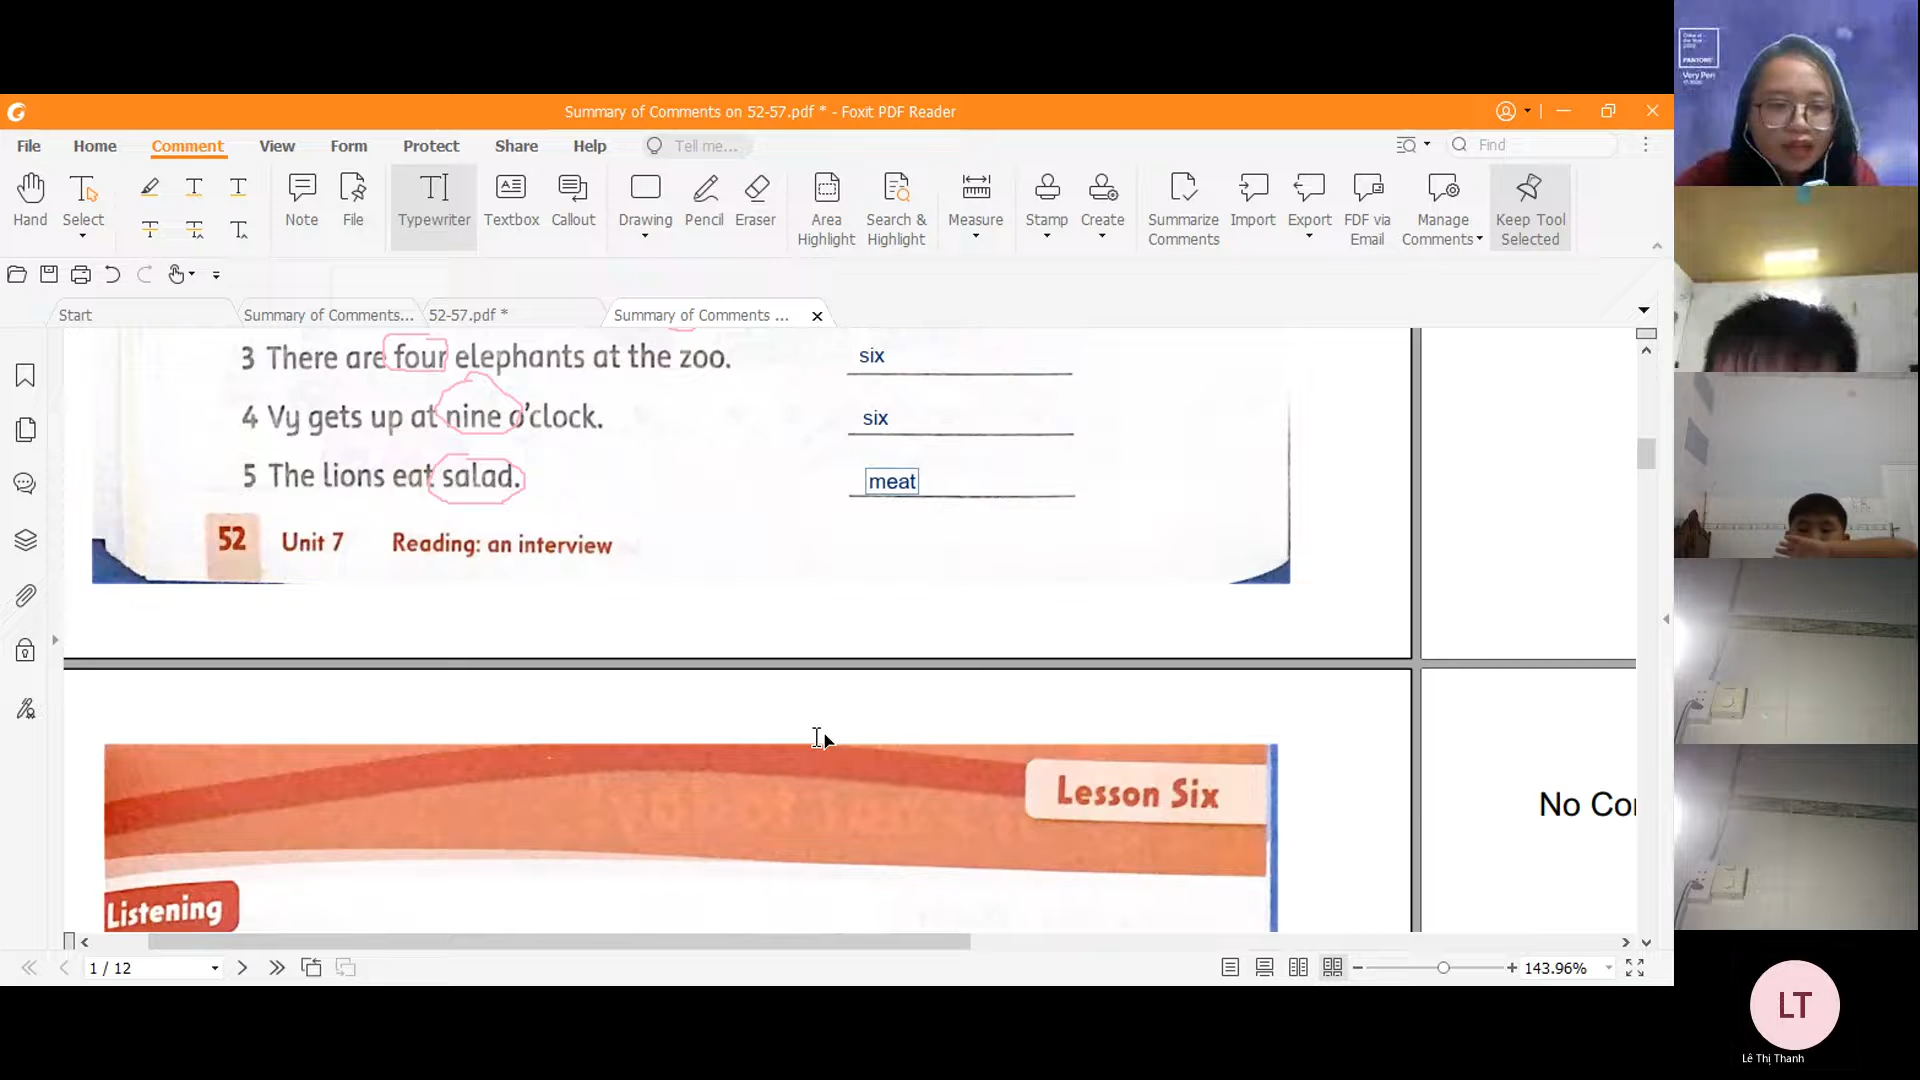 Summary of Comments on 52-57.pdf * - Foxit PDF Reader
File Home Comment View Form Protect Share Help Tell me... Find
Hand Select Note File Typewriter Textbox Callout Drawing Pencil Eraser Area Highlight Search & Highlight Measure Stamp Create Summarize Comments Import Export FDF via Email Manage Comments Keep Tool Selected
Start Summary of Comments... 52-57.pdf * Summary of Comments ...
3 There are four elephants at the zoo. six
4 Vy gets up at nine o'clock. six
5 The lions eat salad. meat
52 Unit 7 Reading: an interview
Lesson Six
No Con
Listening
1 / 12 143.96%
PANTONE
Very Peri
LT
Lê Thị Thanh